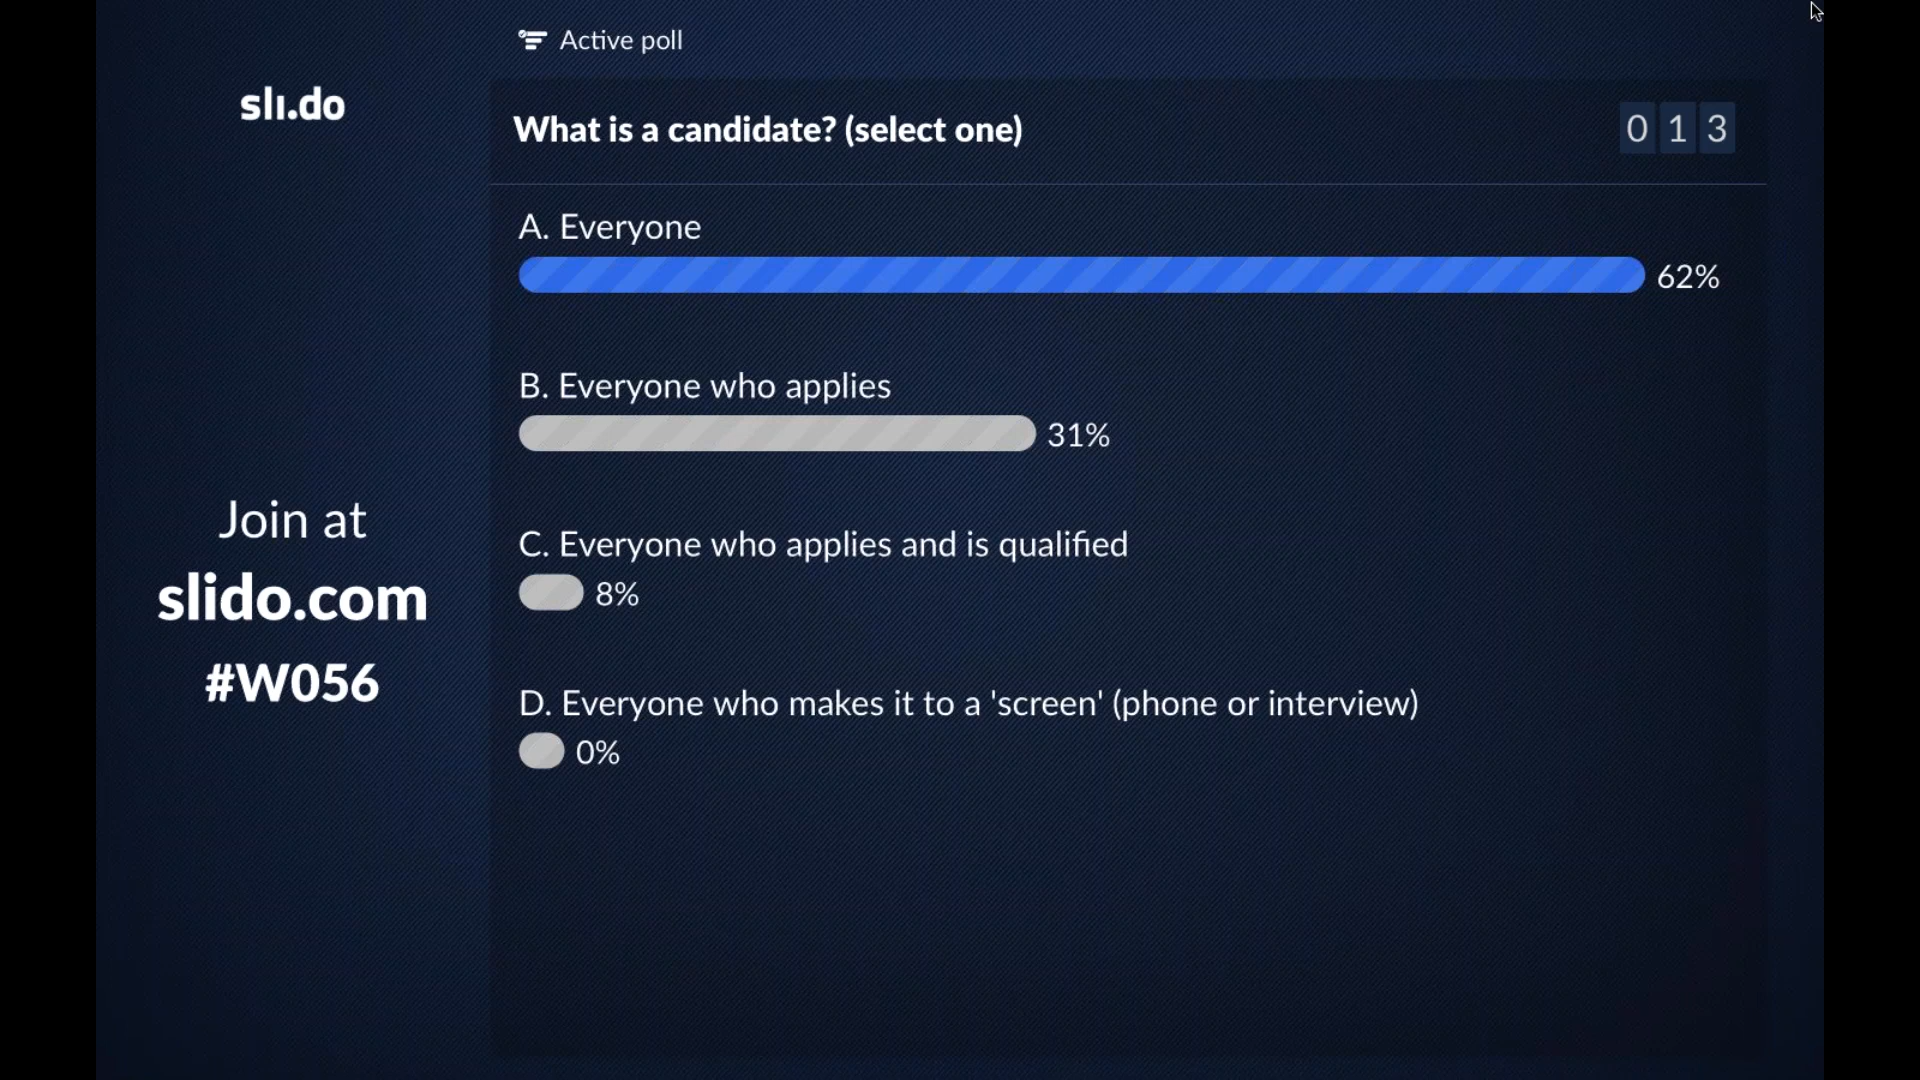 Active poll
sli.do
What is a candidate? (select one)
0 1 3
A. Everyone
62%
B. Everyone who applies
31%
C. Everyone who applies and is qualified
8%
D. Everyone who makes it to a 'screen' (phone or interview)
0%
Join at
slido.com
#W056